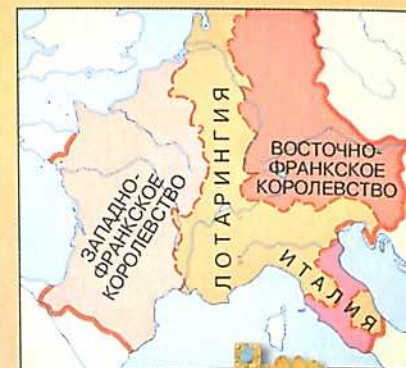 ЗАПАДНО-
ФРАНКСКОЕ
КОРОЛЕВСТВО
ЛОТАРИНГИЯ
ВОСТОЧНО-
ФРАНКСКОЕ
КОРОЛЕВСТВО
ИТАЛИЯ